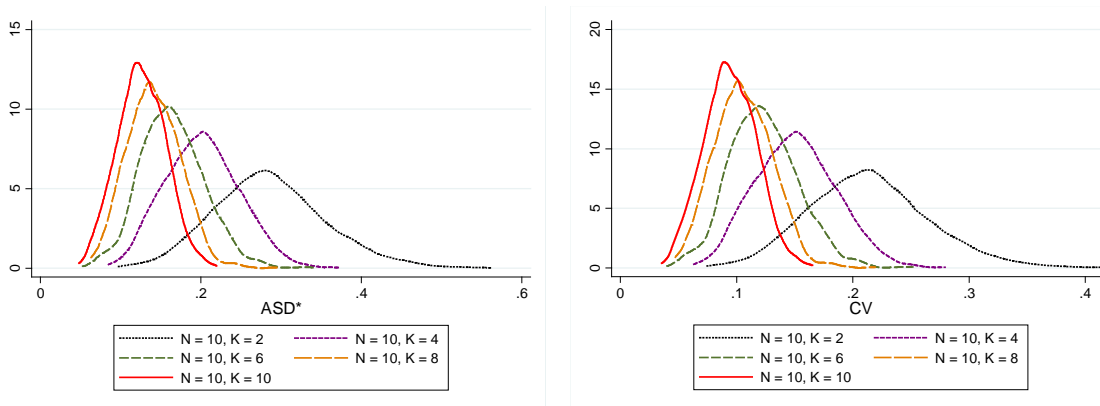 15
10
5
0
0
.2
.4
.6
ASD*
N = 10, K = 2
N = 10, K = 4
N = 10, K = 6
N = 10, K = 8
N = 10, K = 10
20
15
10
5
0
0
.1
.2
.3
.4
CV
N = 10, K = 2
N = 10, K = 4
N = 10, K = 6
N = 10, K = 8
N = 10, K = 10